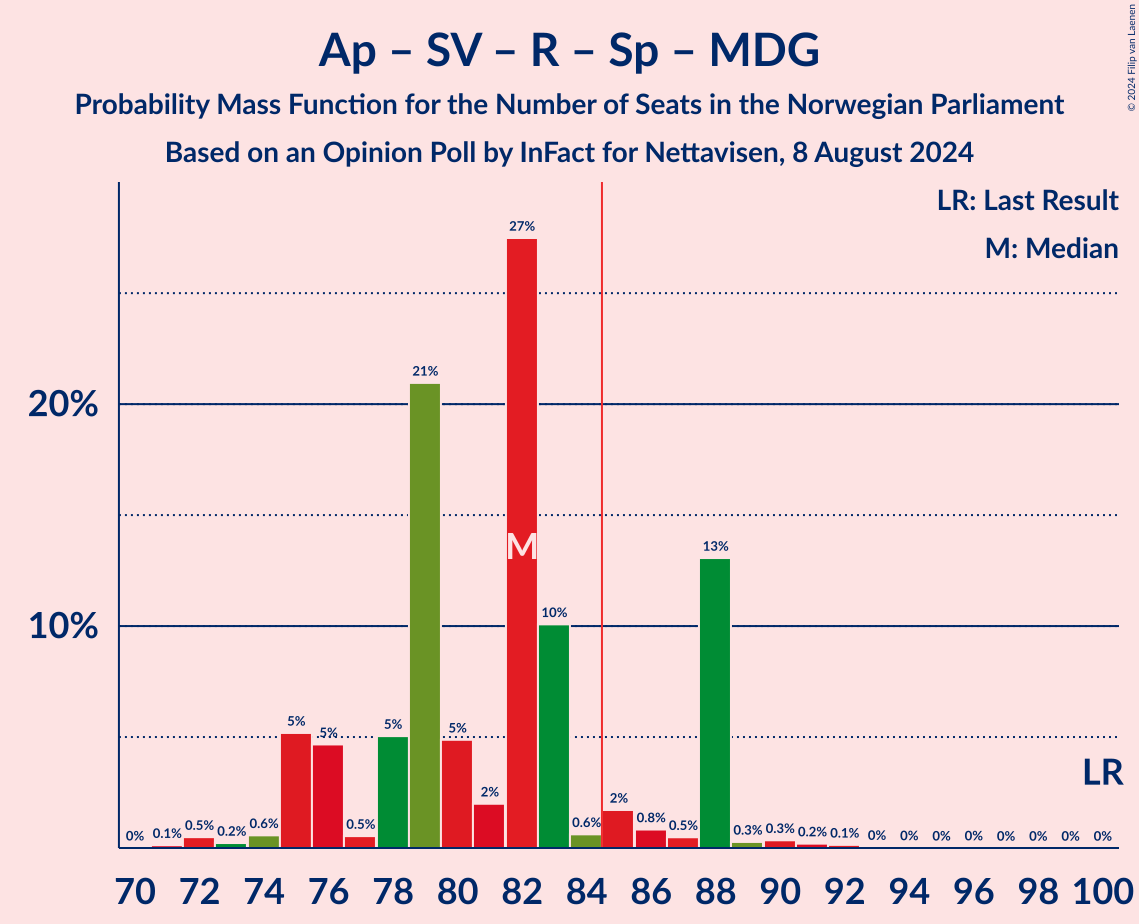 Ap – SV – R – Sp – MDG
Probability Mass Function for the Number of Seats in the Norwegian Parliament
Based on an Opinion Poll by InFact for Nettavisen, 8 August 2024
© 2024 Filip van Laenen
LR: Last Result
M: Median
27%
21%
20%
M
13%
10%
10%
5% 5% 5% 5%
2%
LR
0% 0.1% 0.5% 0.2% 0.6% 0.5% 0.6% 2% 0.8% 0.5% 0.3% 0.3% 0.2% 0.1% 0% 0% 0% 0% 0% 0% 0% 0%
70 72 74 76 78 80 82 84 86 88 90 92 94 96 98 100